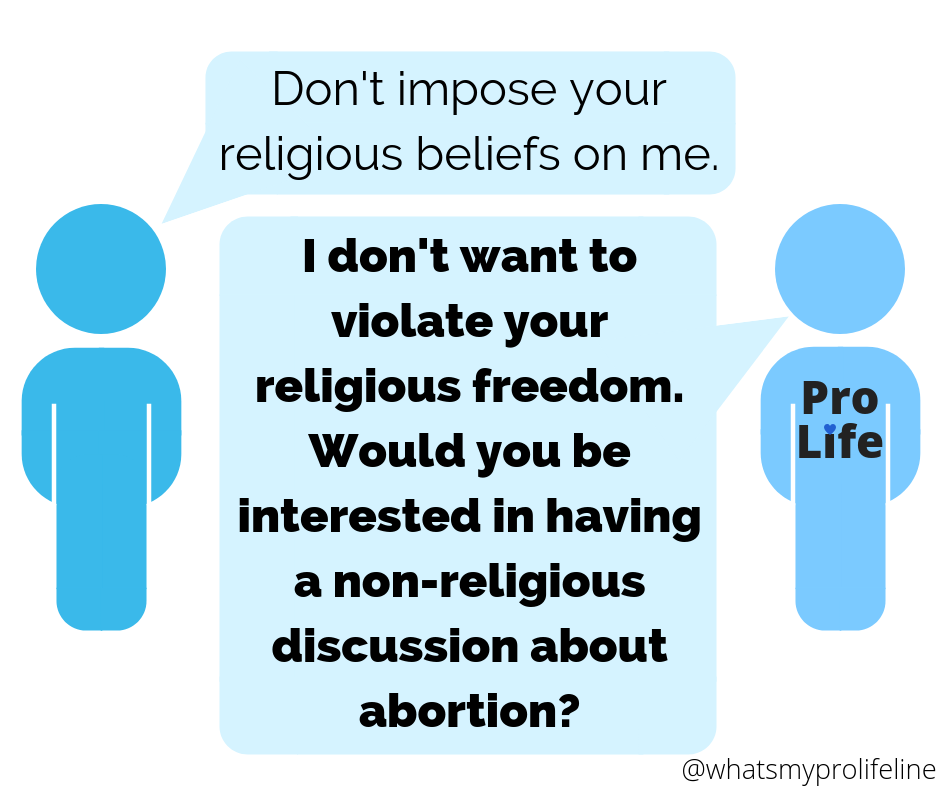 Don't impose your
religious beliefs on me.
I don't want to
violate your
religious freedom.
Would you be
interested in having
a non-religious
discussion about
abortion?
Pro
Life
@whatsmyprolifeline